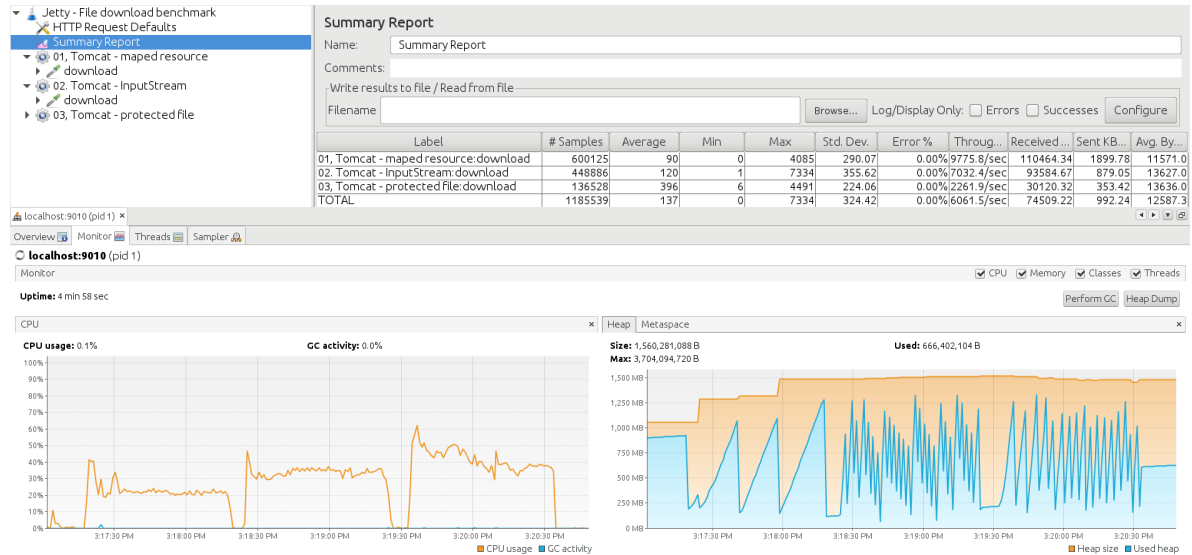 Jetty - File download benchmark
HTTP Request Defaults
Summary Report
01, Tomcat - maped resource
download
02. Tomcat - InputStream
download
03, Tomcat - protected file
Summary Report
Name: Summary Report
Comments:
Write results to file / Read from file
Filename Browse... Log/Display Only: Errors Successes Configure
Label # Samples Average Min Max Std. Dev. Error % Throug... Received ... Sent KB... Avg. By...
01, Tomcat - maped resource:download 600125 90 0 4085 290.07 0.00% 9775.8/sec 110464.34 1899.78 11571.0
02. Tomcat - InputStream:download 448886 120 1 7334 355.62 0.00% 7032.4/sec 93584.67 879.05 13627.0
03, Tomcat - protected file:download 136528 396 6 4491 224.06 0.00% 2261.9/sec 30120.32 353.42 13636.0
TOTAL 1185539 137 0 7334 324.42 0.00% 6061.5/sec 74509.22 992.24 12587.3
localhost:9010 (pid 1) ×
Overview Monitor Threads Sampler
localhost:9010 (pid 1)
Monitor CPU Memory Classes Threads
Uptime: 4 min 58 sec
Perform GC Heap Dump
CPU ×
CPU usage: 0.1% GC activity: 0.0%
100%
90%
80%
70%
60%
50%
40%
30%
20%
10%
0%
3:17:30 PM 3:18:00 PM 3:18:30 PM 3:19:00 PM 3:19:30 PM 3:20:00 PM 3:20:30 PM
CPU usage GC activity
Heap Metaspace ×
Size: 1,560,281,088 B Used: 666,402,104 B
Max: 3,704,094,720 B
1,500 MB
1,250 MB
1,000 MB
750 MB
500 MB
250 MB
0 MB
3:17:30 PM 3:18:00 PM 3:18:30 PM 3:19:00 PM 3:19:30 PM 3:20:00 PM 3:20:30 PM
Heap size Used heap